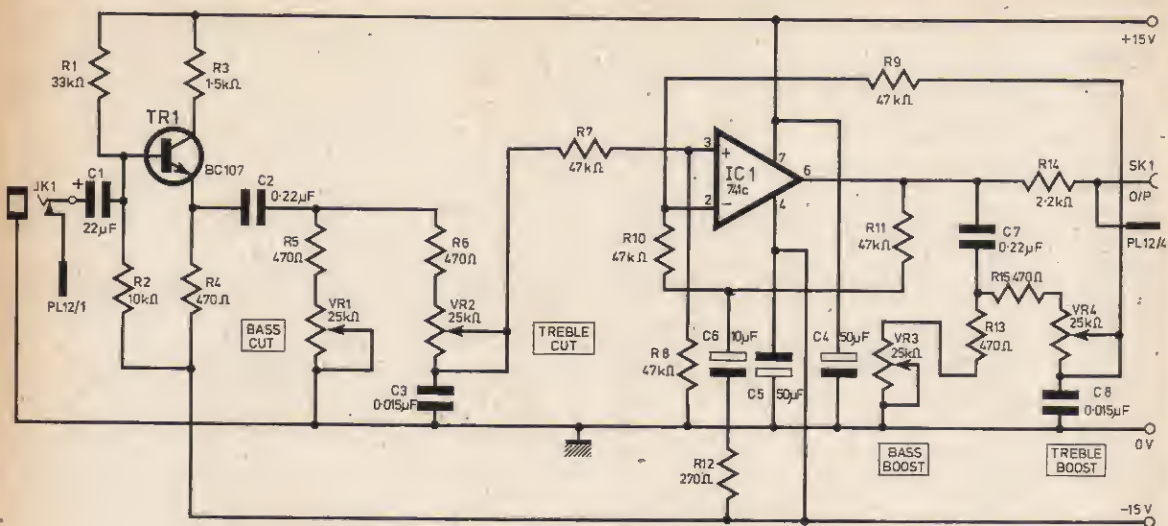 +15V
R1
33kΩ
R3
1·5kΩ
TR1
BC107
JK1
+
C1
22µF
PL12/1
R2
10kΩ
R4
470Ω
C2
0·22µF
R5
470Ω
VR1
25kΩ
BASS
CUT
R6
470Ω
VR2
25kΩ
TREBLE
CUT
C3
0·015µF
R7
47kΩ
R8
47kΩ
R9
47kΩ
3
+
2
−
IC1
741c
7
4
6
R10
47kΩ
R11
47kΩ
C6
10µF
C5
50µF
C4
50µF
R12
270Ω
C7
0·22µF
R15 470Ω
R13
470Ω
VR3
25kΩ
BASS
BOOST
VR4
25kΩ
C8
0·015µF
TREBLE
BOOST
R14
2·2kΩ
SK1
O/P
PL12/4
0V
−15V